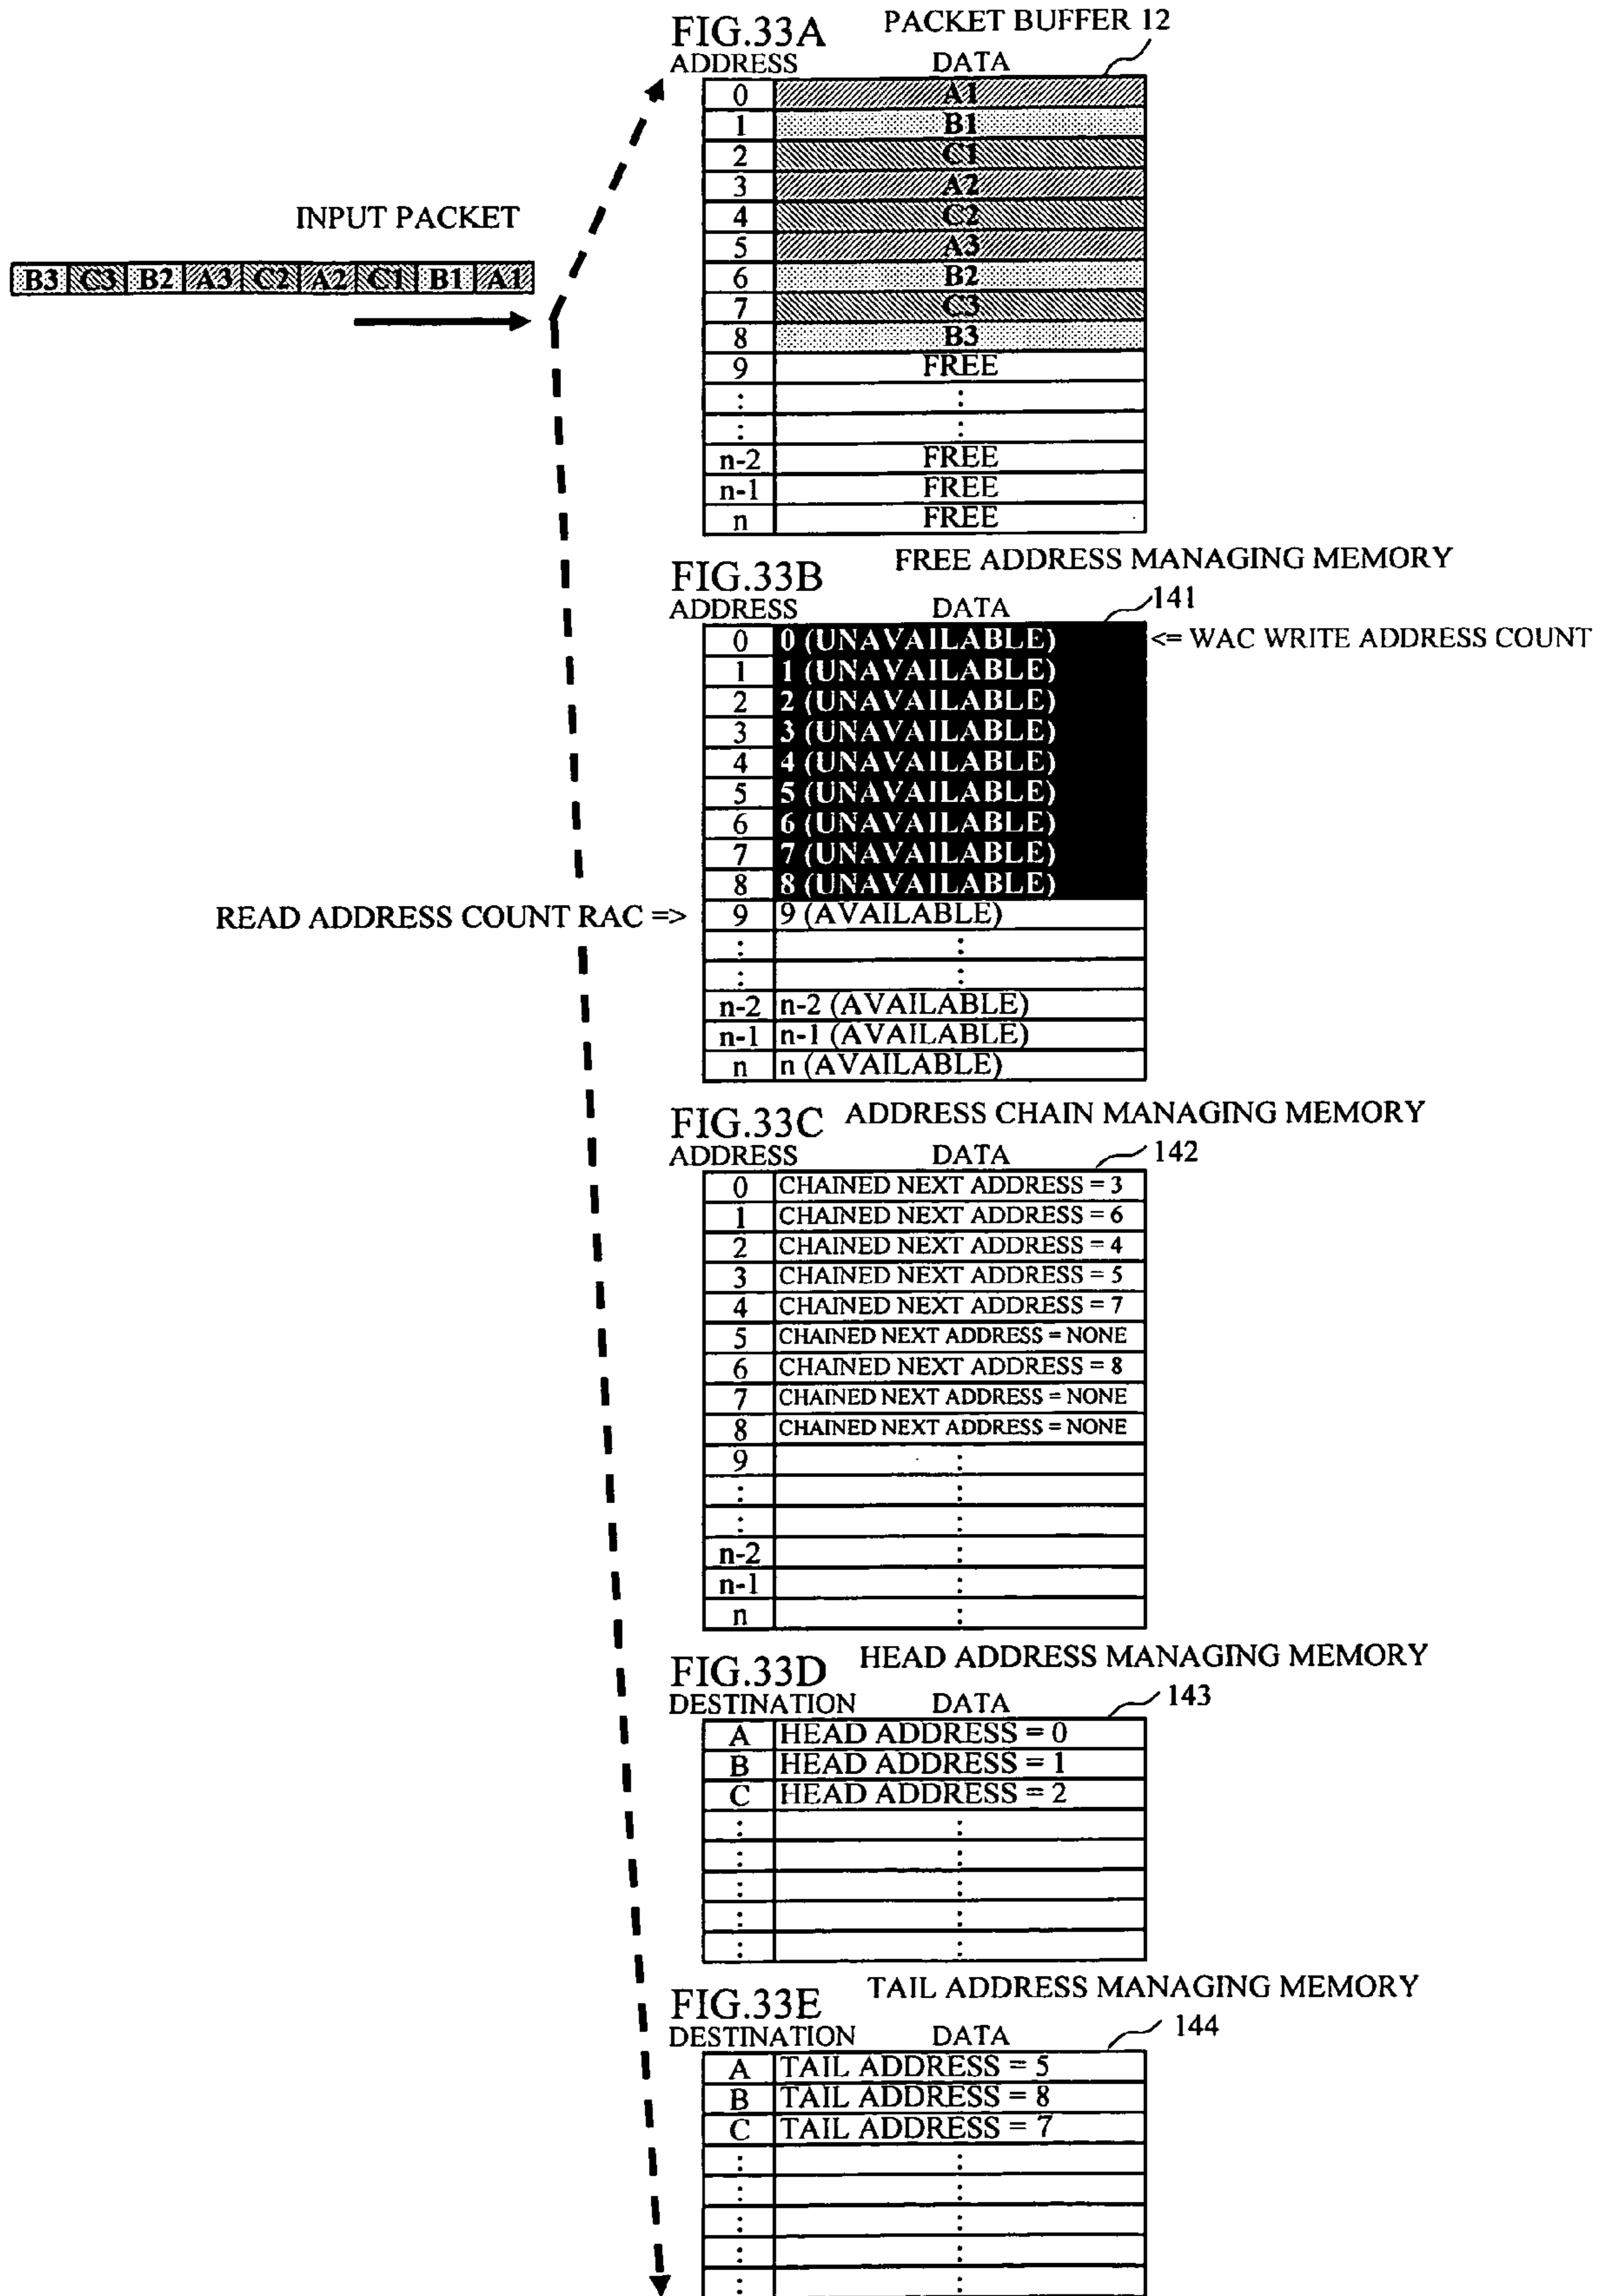 FIG.33A PACKET BUFFER 12
ADDRESS DATA
0 A1
1 B1
2 C1
3 A2
4 C2
5 A3
6 B2
7 C3
8 B3
9 FREE
: :
: :
n-2 FREE
n-1 FREE
n FREE
INPUT PACKET
B3 C3 B2 A3 C2 A2 C1 B1 A1
FIG.33B FREE ADDRESS MANAGING MEMORY
ADDRESS DATA 141
0 0 (UNAVAILABLE) <= WAC WRITE ADDRESS COUNT
1 1 (UNAVAILABLE)
2 2 (UNAVAILABLE)
3 3 (UNAVAILABLE)
4 4 (UNAVAILABLE)
5 5 (UNAVAILABLE)
6 6 (UNAVAILABLE)
7 7 (UNAVAILABLE)
8 8 (UNAVAILABLE)
READ ADDRESS COUNT RAC => 9 9 (AVAILABLE)
: :
: :
n-2 n-2 (AVAILABLE)
n-1 n-1 (AVAILABLE)
n n (AVAILABLE)
FIG.33C ADDRESS CHAIN MANAGING MEMORY
ADDRESS DATA 142
0 CHAINED NEXT ADDRESS = 3
1 CHAINED NEXT ADDRESS = 6
2 CHAINED NEXT ADDRESS = 4
3 CHAINED NEXT ADDRESS = 5
4 CHAINED NEXT ADDRESS = 7
5 CHAINED NEXT ADDRESS = NONE
6 CHAINED NEXT ADDRESS = 8
7 CHAINED NEXT ADDRESS = NONE
8 CHAINED NEXT ADDRESS = NONE
9 :
: :
: :
n-2 :
n-1 :
n :
FIG.33D HEAD ADDRESS MANAGING MEMORY
DESTINATION DATA 143
A HEAD ADDRESS = 0
B HEAD ADDRESS = 1
C HEAD ADDRESS = 2
: :
: :
: :
: :
: :
FIG.33E TAIL ADDRESS MANAGING MEMORY
DESTINATION DATA 144
A TAIL ADDRESS = 5
B TAIL ADDRESS = 8
C TAIL ADDRESS = 7
: :
: :
: :
: :
: :